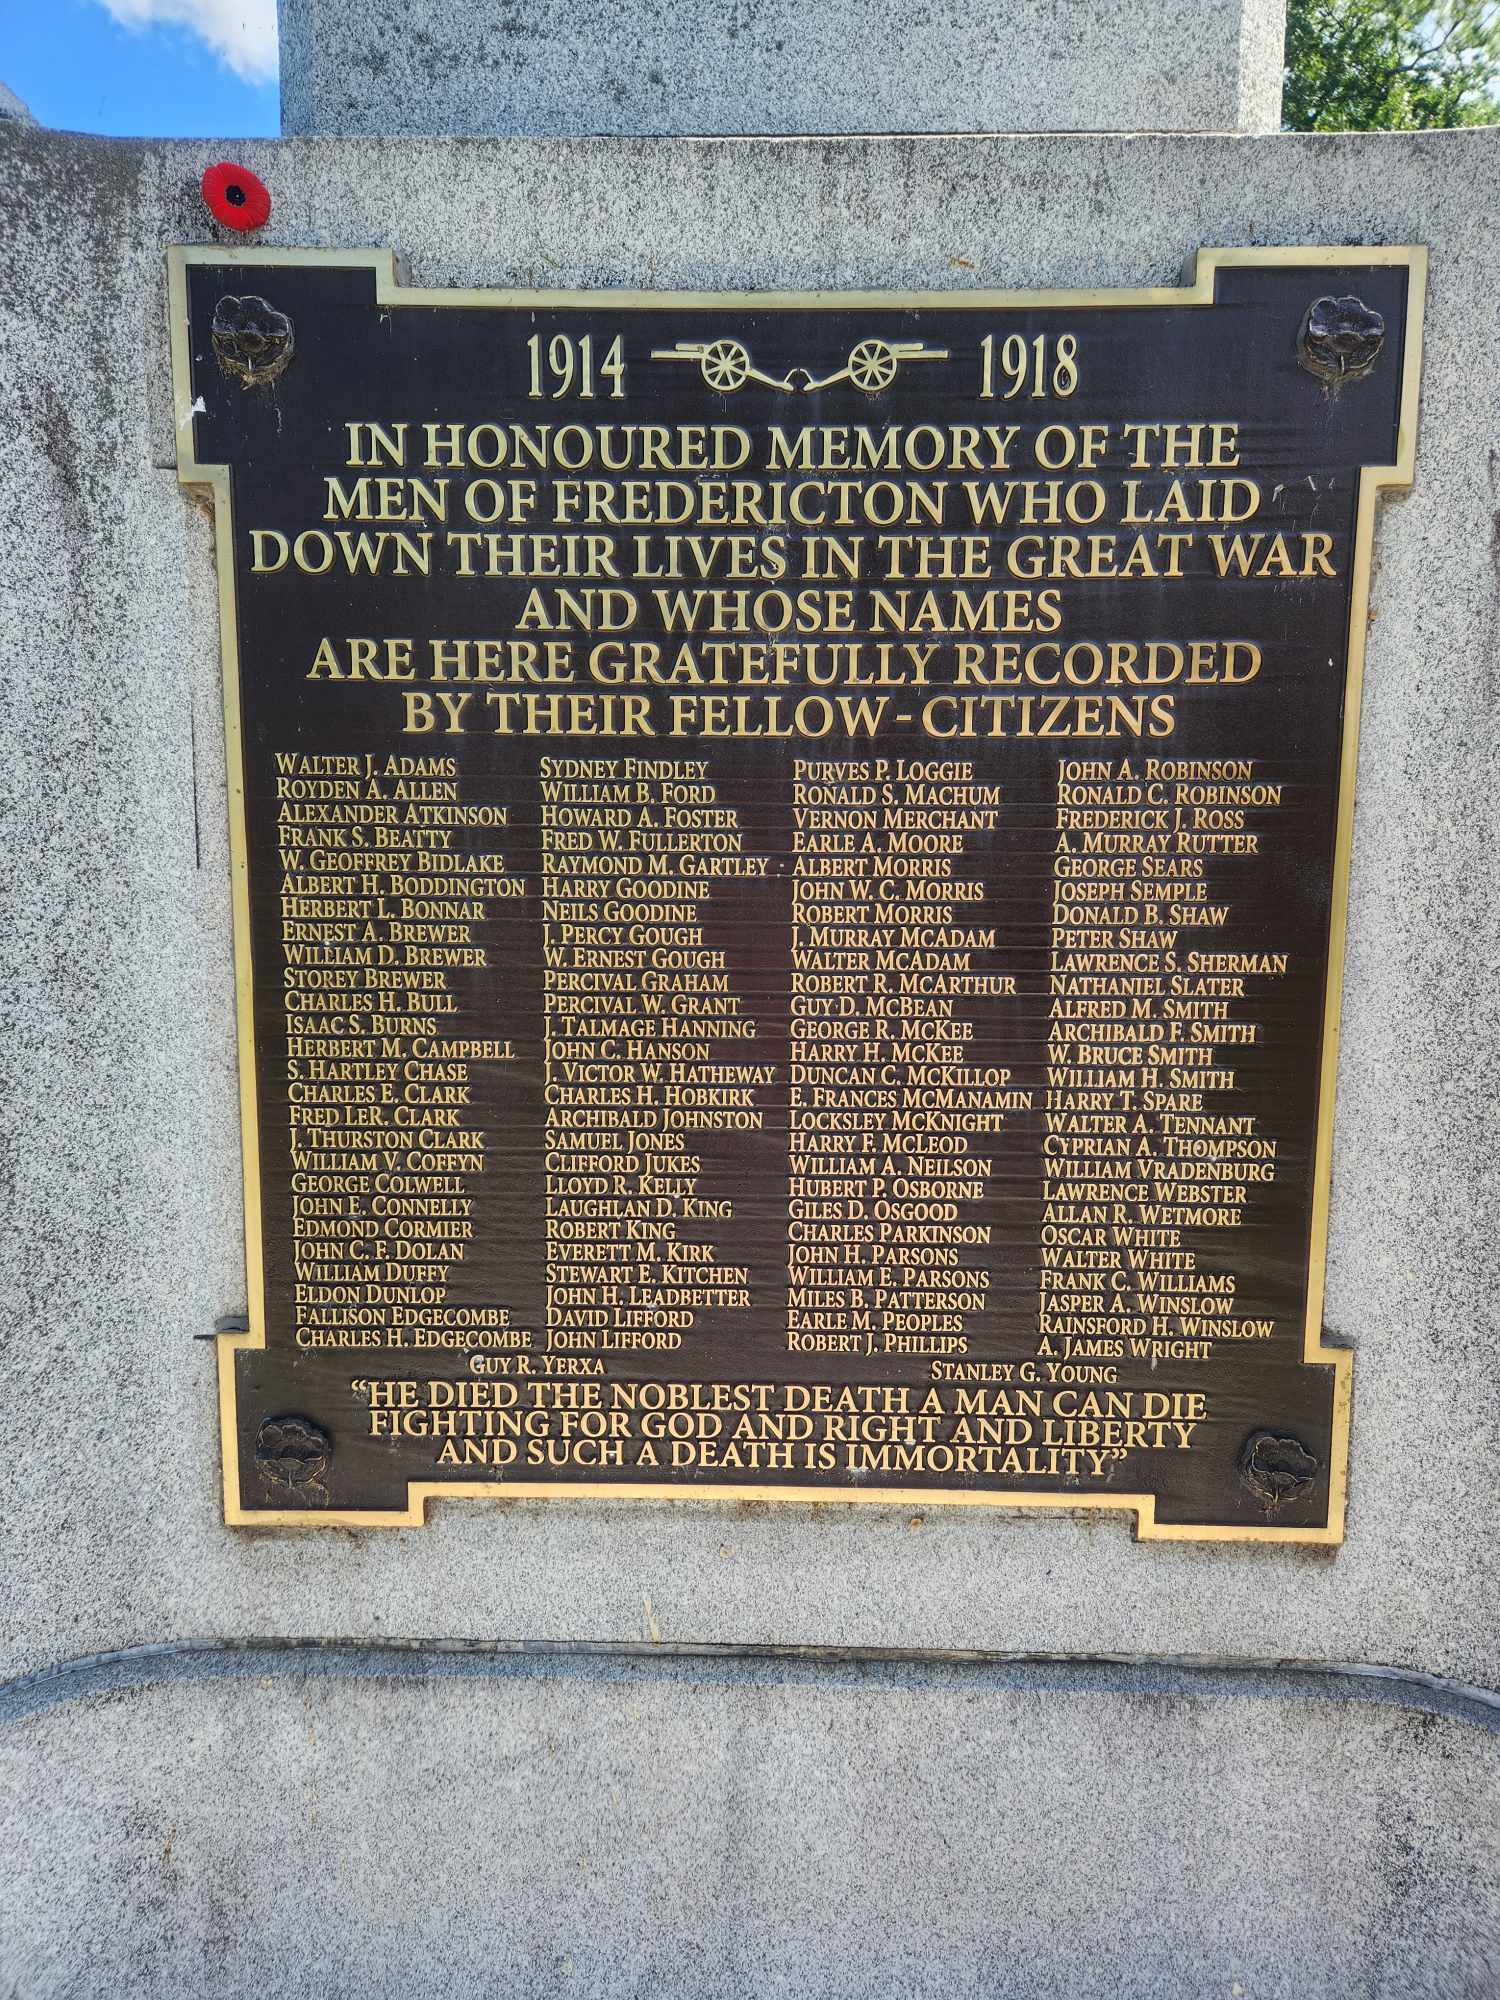 1914 1918
IN HONOURED MEMORY OF THE
MEN OF FREDERICTON WHO LAID
DOWN THEIR LIVES IN THE GREAT WAR
AND WHOSE NAMES
ARE HERE GRATEFULLY RECORDED
BY THEIR FELLOW-CITIZENS
WALTER J. ADAMS
ROYDEN A. ALLEN
ALEXANDER ATKINSON
FRANK S. BEATTY
W. GEOFFREY BIDLAKE
ALBERT H. BODDINGTON
HERBERT L. BONNAR
ERNEST A. BREWER
WILLIAM D. BREWER
STOREY BREWER
CHARLES H. BULL
ISAAC S. BURNS
HERBERT M. CAMPBELL
S. HARTLEY CHASE
CHARLES E. CLARK
FRED LER. CLARK
J. THURSTON CLARK
WILLIAM V. COFFYN
GEORGE COLWELL
JOHN E. CONNELLY
EDMOND CORMIER
JOHN C. F. DOLAN
WILLIAM DUFFY
ELDON DUNLOP
FALLISON EDGECOMBE
CHARLES H. EDGECOMBE
SYDNEY FINDLEY
WILLIAM B. FORD
HOWARD A. FOSTER
FRED W. FULLERTON
RAYMOND M. GARTLEY
HARRY GOODINE
NEILS GOODINE
J. PERCY GOUGH
W. ERNEST GOUGH
PERCIVAL GRAHAM
PERCIVAL W. GRANT
J. TALMAGE HANNING
JOHN C. HANSON
J. VICTOR W. HATHEWAY
CHARLES H. HOBKIRK
ARCHIBALD JOHNSTON
SAMUEL JONES
CLIFFORD JUKES
LLOYD R. KELLY
LAUGHLAN D. KING
ROBERT KING
EVERETT M. KIRK
STEWART E. KITCHEN
JOHN H. LEADBETTER
DAVID LIFFORD
JOHN LIFFORD
PURVES P. LOGGIE
RONALD S. MACHUM
VERNON MERCHANT
EARLE A. MOORE
ALBERT MORRIS
JOHN W. C. MORRIS
ROBERT MORRIS
J. MURRAY MCADAM
WALTER MCADAM
ROBERT R. MCARTHUR
GUY D. MCBEAN
GEORGE R. MCKEE
HARRY H. MCKEE
DUNCAN C. MCKILLOP
E. FRANCES MCMANAMIN
LOCKSLEY MCKNIGHT
HARRY F. MCLEOD
WILLIAM A. NEILSON
HUBERT P. OSBORNE
GILES D. OSGOOD
CHARLES PARKINSON
JOHN H. PARSONS
WILLIAM E. PARSONS
MILES B. PATTERSON
EARLE M. PEOPLES
ROBERT J. PHILLIPS
JOHN A. ROBINSON
RONALD C. ROBINSON
FREDERICK J. ROSS
A. MURRAY RUTTER
GEORGE SEARS
JOSEPH SEMPLE
DONALD B. SHAW
PETER SHAW
LAWRENCE S. SHERMAN
NATHANIEL SLATER
ALFRED M. SMITH
ARCHIBALD F. SMITH
W. BRUCE SMITH
WILLIAM H. SMITH
HARRY T. SPARE
WALTER A. TENNANT
CYPRIAN A. THOMPSON
WILLIAM VRADENBURG
LAWRENCE WEBSTER
ALLAN R. WETMORE
OSCAR WHITE
WALTER WHITE
FRANK C. WILLIAMS
JASPER A. WINSLOW
RAINSFORD H. WINSLOW
A. JAMES WRIGHT
GUY R. YERXA
STANLEY G. YOUNG
"HE DIED THE NOBLEST DEATH A MAN CAN DIE
FIGHTING FOR GOD AND RIGHT AND LIBERTY
AND SUCH A DEATH IS IMMORTALITY"